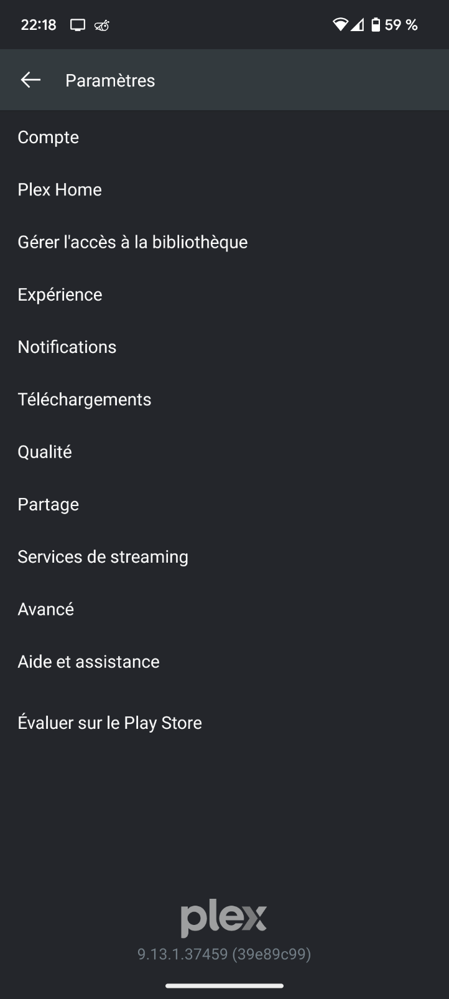 22:18 59 %
Paramètres
Compte
Plex Home
Gérer l'accès à la bibliothèque
Expérience
Notifications
Téléchargements
Qualité
Partage
Services de streaming
Avancé
Aide et assistance
Évaluer sur le Play Store
plex
9.13.1.37459 (39e89c99)